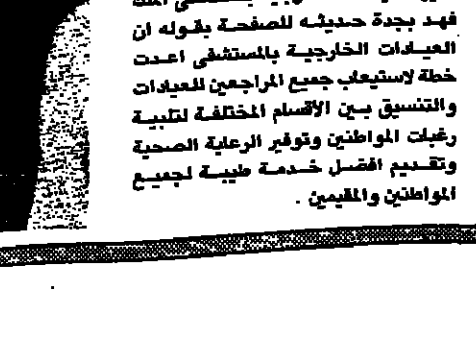 فهد بجدة حديثه للصفحة بقوله ان
العيادات الخارجية بالمستشفى اعدت
خطة لاستيعاب جميع المراجعين للعيادات
والتنسيق بين الأقسام المختلفة لتلبية
رغبات المواطنين وتوفير الرعاية الصحية
وتقديم افضل خدمة طبية لجميع
المواطنين والمقيمين .